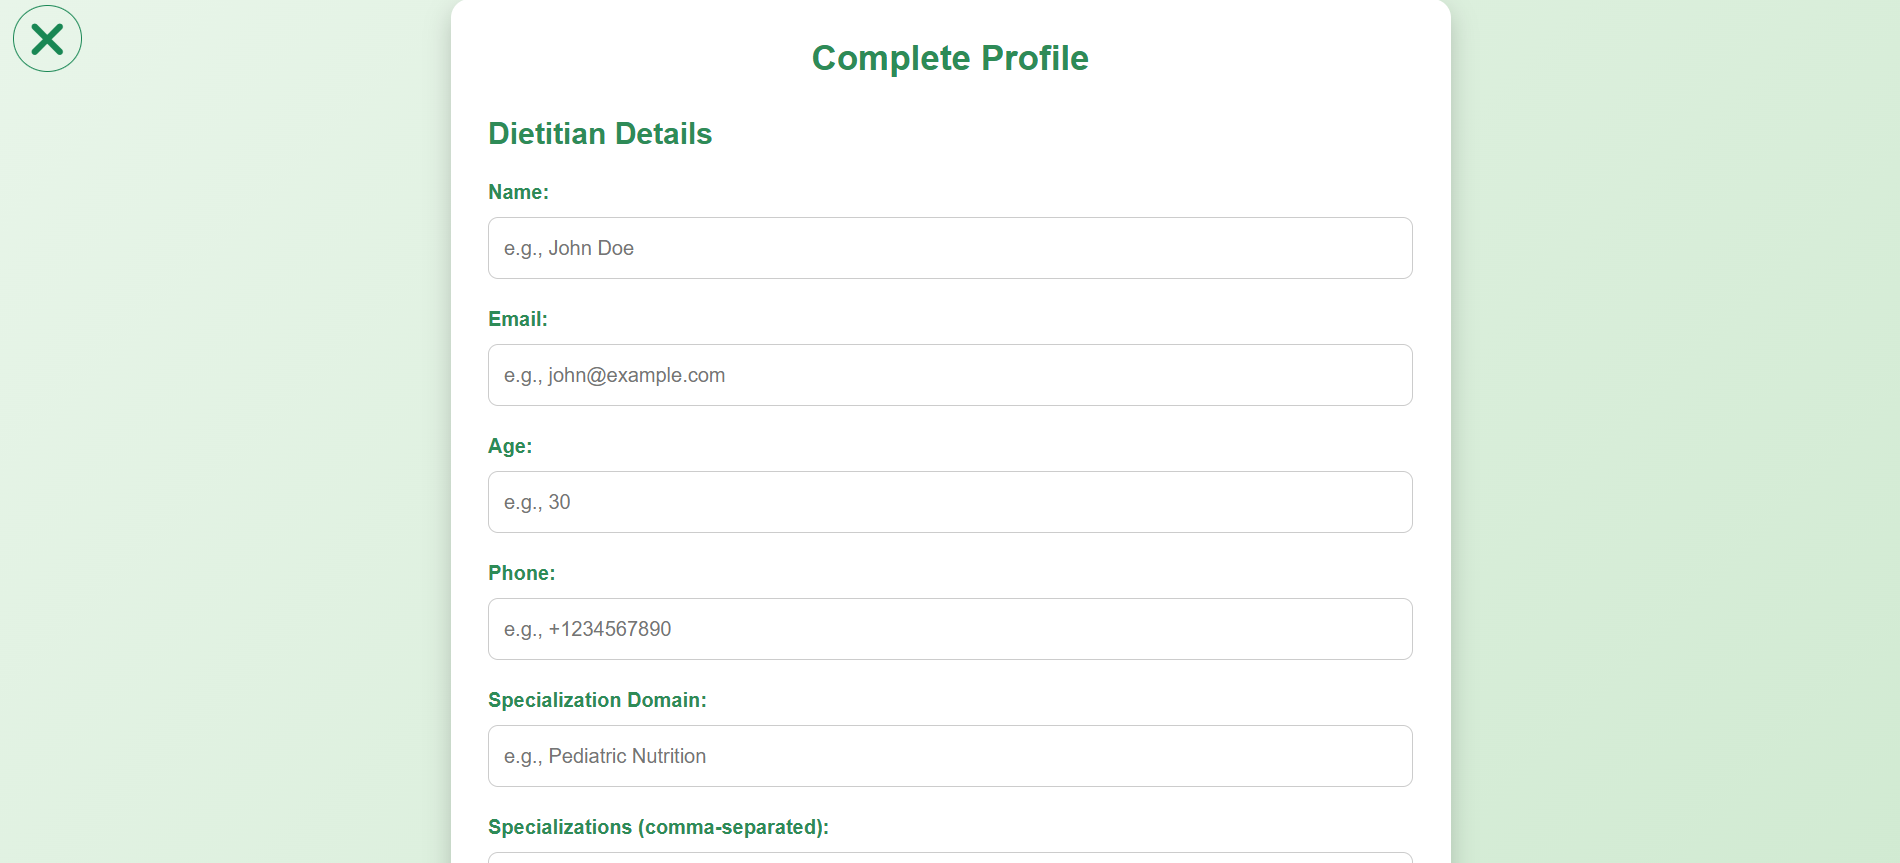 Complete Profile
Dietitian Details
Name:
e.g., John Doe
Email:
e.g., john@example.com
Age:
e.g., 30
Phone:
e.g., +1234567890
Specialization Domain:
e.g., Pediatric Nutrition
Specializations (comma-separated):